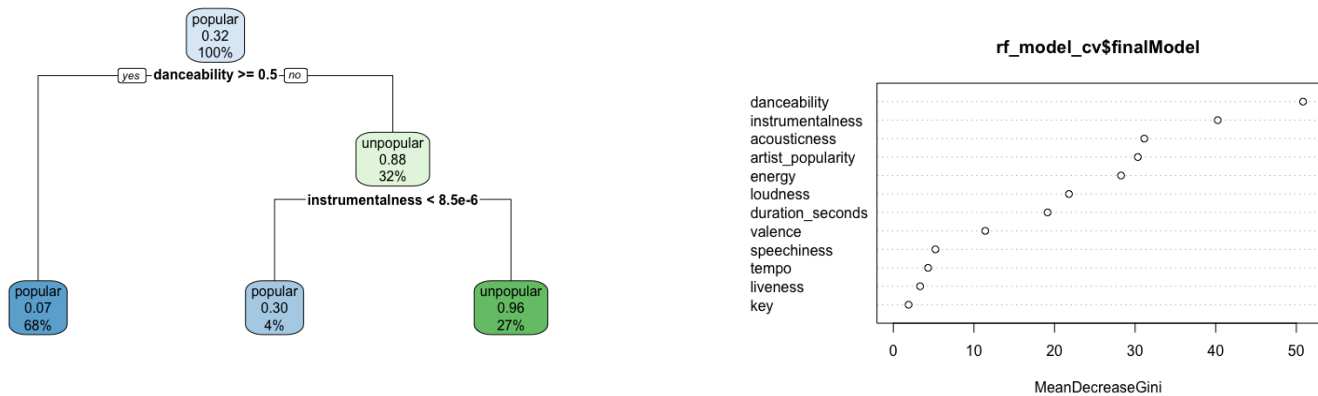 popular
0.32
100%
yes danceability >= 0.5 no
unpopular
0.88
32%
instrumentalness < 8.5e-6
popular
0.07
68%
popular
0.30
4%
unpopular
0.96
27%
rf_model_cv$finalModel
danceability
instrumentalness
acousticness
artist_popularity
energy
loudness
duration_seconds
valence
speechiness
tempo
liveness
key
0 10 20 30 40 50
MeanDecreaseGini